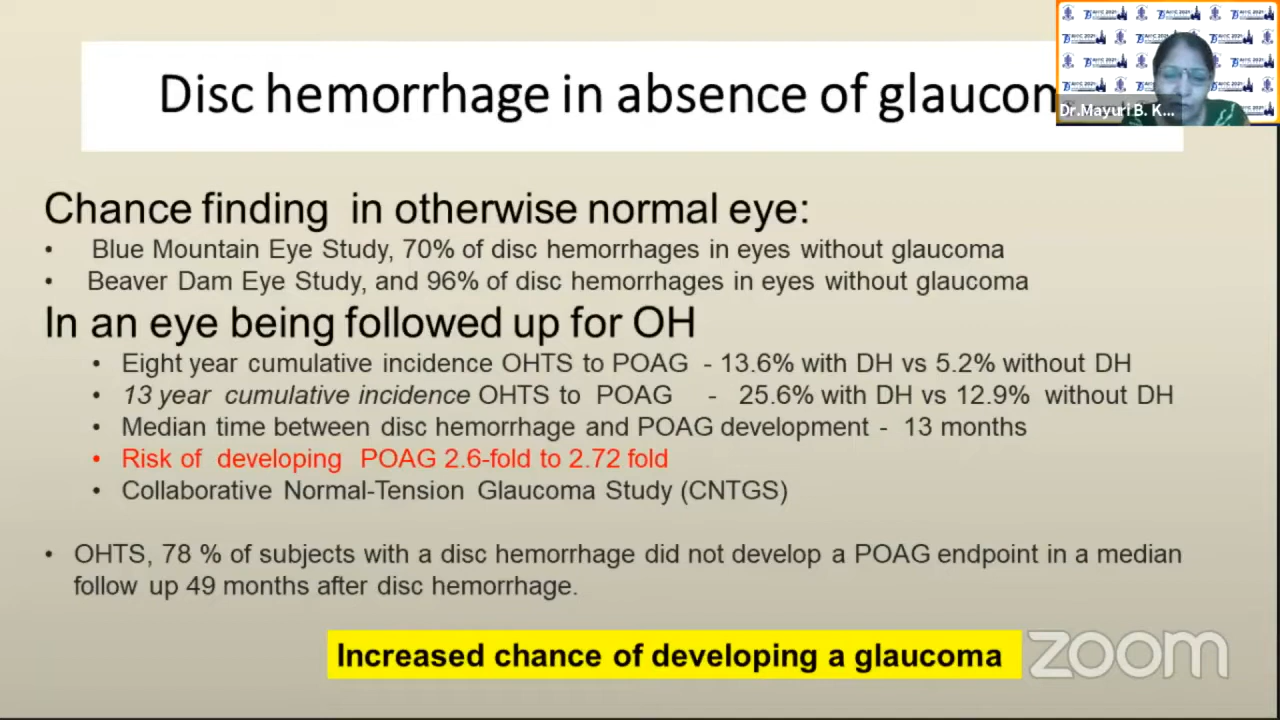 Disc hemorrhage in absence of glaucom
Dr.Mayuri B. K...
Chance finding in otherwise normal eye:
• Blue Mountain Eye Study, 70% of disc hemorrhages in eyes without glaucoma
• Beaver Dam Eye Study, and 96% of disc hemorrhages in eyes without glaucoma
In an eye being followed up for OH
• Eight year cumulative incidence OHTS to POAG - 13.6% with DH vs 5.2% without DH
• 13 year cumulative incidence OHTS to POAG - 25.6% with DH vs 12.9% without DH
• Median time between disc hemorrhage and POAG development - 13 months
• Risk of developing POAG 2.6-fold to 2.72 fold
• Collaborative Normal-Tension Glaucoma Study (CNTGS)
• OHTS, 78 % of subjects with a disc hemorrhage did not develop a POAG endpoint in a median
follow up 49 months after disc hemorrhage.
Increased chance of developing a glaucoma
zoom